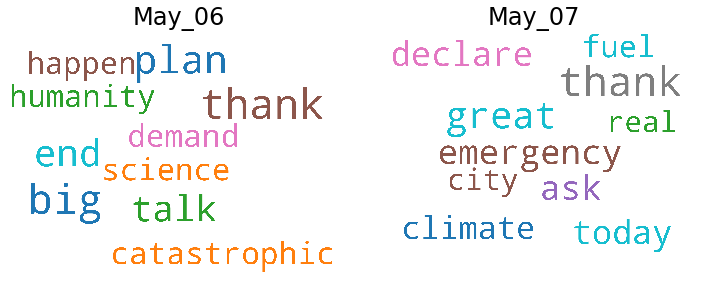 May_06
happen plan
humanity
thank
demand
end
science
big
talk
catastrophic
May_07
fuel
declare
thank
great
real
emergency
city
ask
climate
today